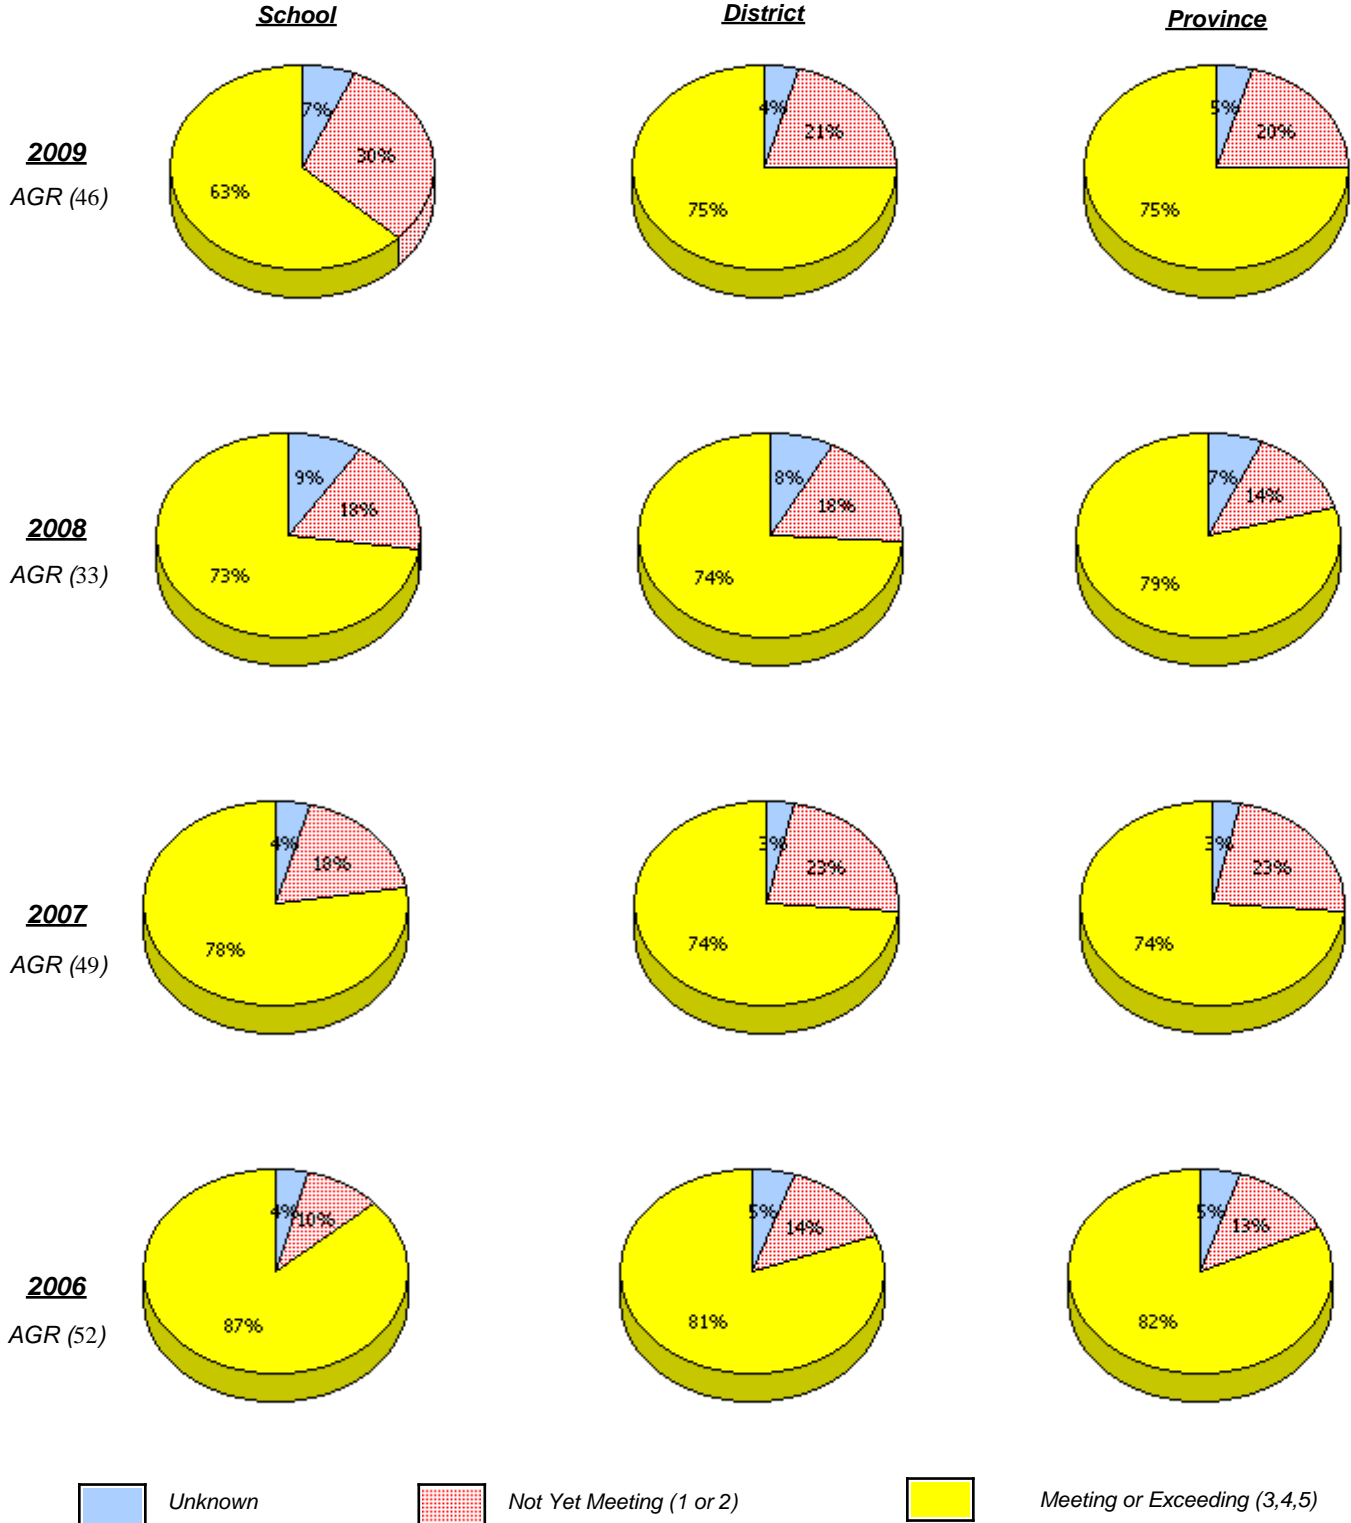 School District Province
2009
AGR (46)
7% 30% 63%
4% 21% 75%
5% 20% 75%
2008
AGR (33)
9% 18% 73%
8% 18% 74%
7% 14% 79%
2007
AGR (49)
4% 18% 78%
3% 23% 74%
3% 23% 74%
2006
AGR (52)
4% 10% 87%
5% 14% 81%
5% 13% 82%
Unknown Not Yet Meeting (1 or 2) Meeting or Exceeding (3,4,5)